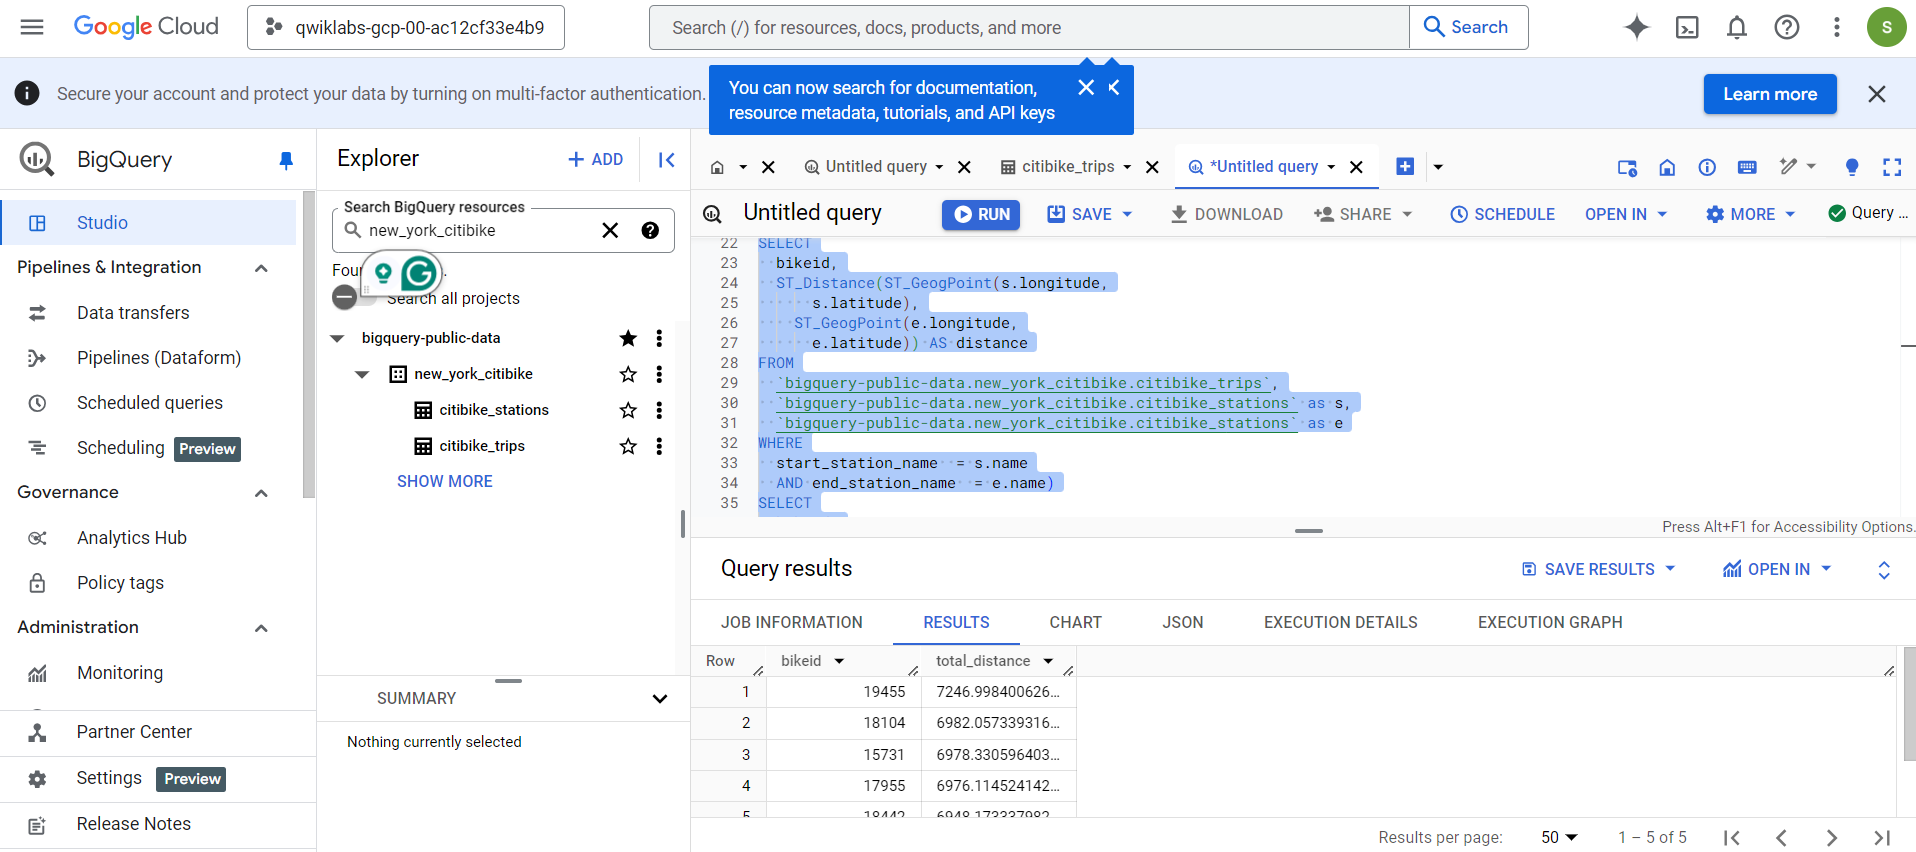 Google Cloud
qwiklabs-gcp-00-ac12cf33e4b9
Search (/) for resources, docs, products, and more
Search
S
Secure your account and protect your data by turning on multi-factor authentication.
You can now search for documentation,
resource metadata, tutorials, and API keys
Learn more
BigQuery
Studio
Pipelines & Integration
Data transfers
Pipelines (Dataform)
Scheduled queries
Scheduling Preview
Governance
Analytics Hub
Policy tags
Administration
Monitoring
Partner Center
Settings Preview
Release Notes
Explorer
+ ADD
Search BigQuery resources
new_york_citibike
Search all projects
bigquery-public-data
new_york_citibike
citibike_stations
citibike_trips
SHOW MORE
SUMMARY
Nothing currently selected
Untitled query
citibike_trips
*Untitled query
Untitled query
RUN
SAVE
DOWNLOAD
SHARE
SCHEDULE
OPEN IN
MORE
Query ...
22 SELECT
23 bikeid,
24 ST_Distance(ST_GeogPoint(s.longitude,
25 s.latitude),
26 ST_GeogPoint(e.longitude,
27 e.latitude)) AS distance
28 FROM
29 `bigquery-public-data.new_york_citibike.citibike_trips`,
30 `bigquery-public-data.new_york_citibike.citibike_stations` as s,
31 `bigquery-public-data.new_york_citibike.citibike_stations` as e
32 WHERE
33 start_station_name = s.name
34 AND end_station_name = e.name)
35 SELECT
Press Alt+F1 for Accessibility Options.
Query results
SAVE RESULTS
OPEN IN
JOB INFORMATION
RESULTS
CHART
JSON
EXECUTION DETAILS
EXECUTION GRAPH
Row bikeid total_distance
1 19455 7246.998400626...
2 18104 6982.057339316...
3 15731 6978.330596403...
4 17955 6976.114524142...
5 18442 6948.173337982...
Results per page: 50 1 – 5 of 5